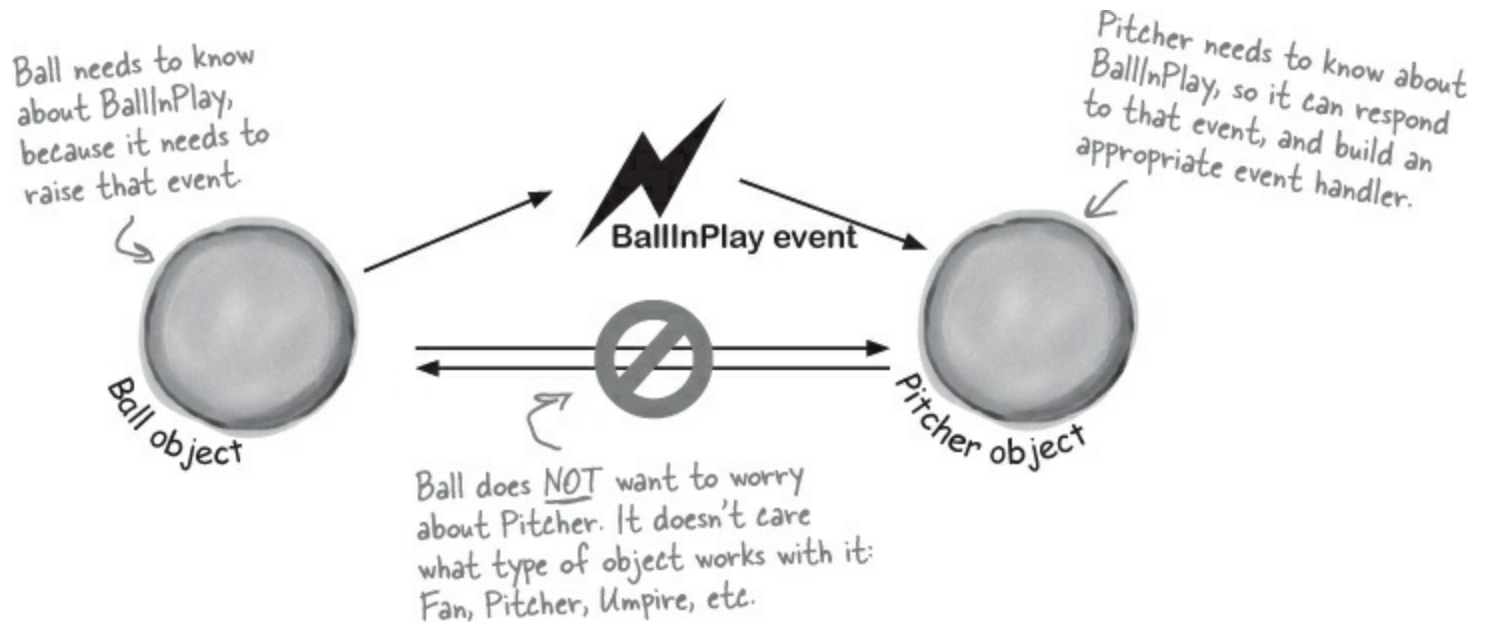 Ball needs to know
about BallInPlay,
because it needs to
raise that event.
Pitcher needs to know about
BallInPlay, so it can respond
to that event, and build an
appropriate event handler.
BallInPlay event
Ball object
Pitcher object
Ball does NOT want to worry
about Pitcher. It doesn't care
what type of object works with it:
Fan, Pitcher, Umpire, etc.